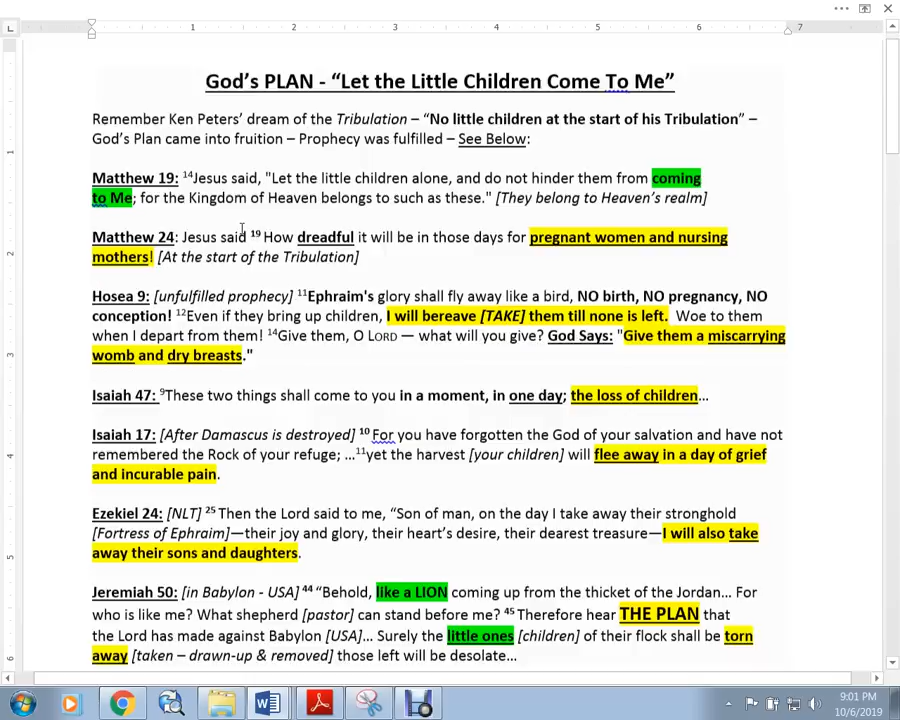 1 2 3 4 5 6 7
God's PLAN - “Let the Little Children Come To Me”
Remember Ken Peters' dream of the Tribulation – “No little children at the start of his Tribulation” –
God's Plan came into fruition – Prophecy was fulfilled – See Below:
Matthew 19: 14Jesus said, "Let the little children alone, and do not hinder them from coming
to Me; for the Kingdom of Heaven belongs to such as these." [They belong to Heaven's realm]
Matthew 24: Jesus said 19 How dreadful it will be in those days for pregnant women and nursing
mothers! [At the start of the Tribulation]
Hosea 9: [unfulfilled prophecy] 11Ephraim's glory shall fly away like a bird, NO birth, NO pregnancy, NO
conception! 12Even if they bring up children, I will bereave [TAKE] them till none is left. Woe to them
when I depart from them! 14Give them, O LORD — what will you give? God Says: "Give them a miscarrying
womb and dry breasts."
Isaiah 47: 9These two things shall come to you in a moment, in one day; the loss of children…
Isaiah 17: [After Damascus is destroyed] 10 For you have forgotten the God of your salvation and have not
remembered the Rock of your refuge; …11yet the harvest [your children] will flee away in a day of grief
and incurable pain.
Ezekiel 24: [NLT] 25 Then the Lord said to me, “Son of man, on the day I take away their stronghold
[Fortress of Ephraim]—their joy and glory, their heart's desire, their dearest treasure—I will also take
away their sons and daughters.
Jeremiah 50: [in Babylon - USA] 44 “Behold, like a LION coming up from the thicket of the Jordan… For
who is like me? What shepherd [pastor] can stand before me? 45 Therefore hear THE PLAN that
the Lord has made against Babylon [USA]… Surely the little ones [children] of their flock shall be torn
away [taken – drawn-up & removed] those left will be desolate…
1
2
3
4
5
6
9:01 PM
10/6/2019